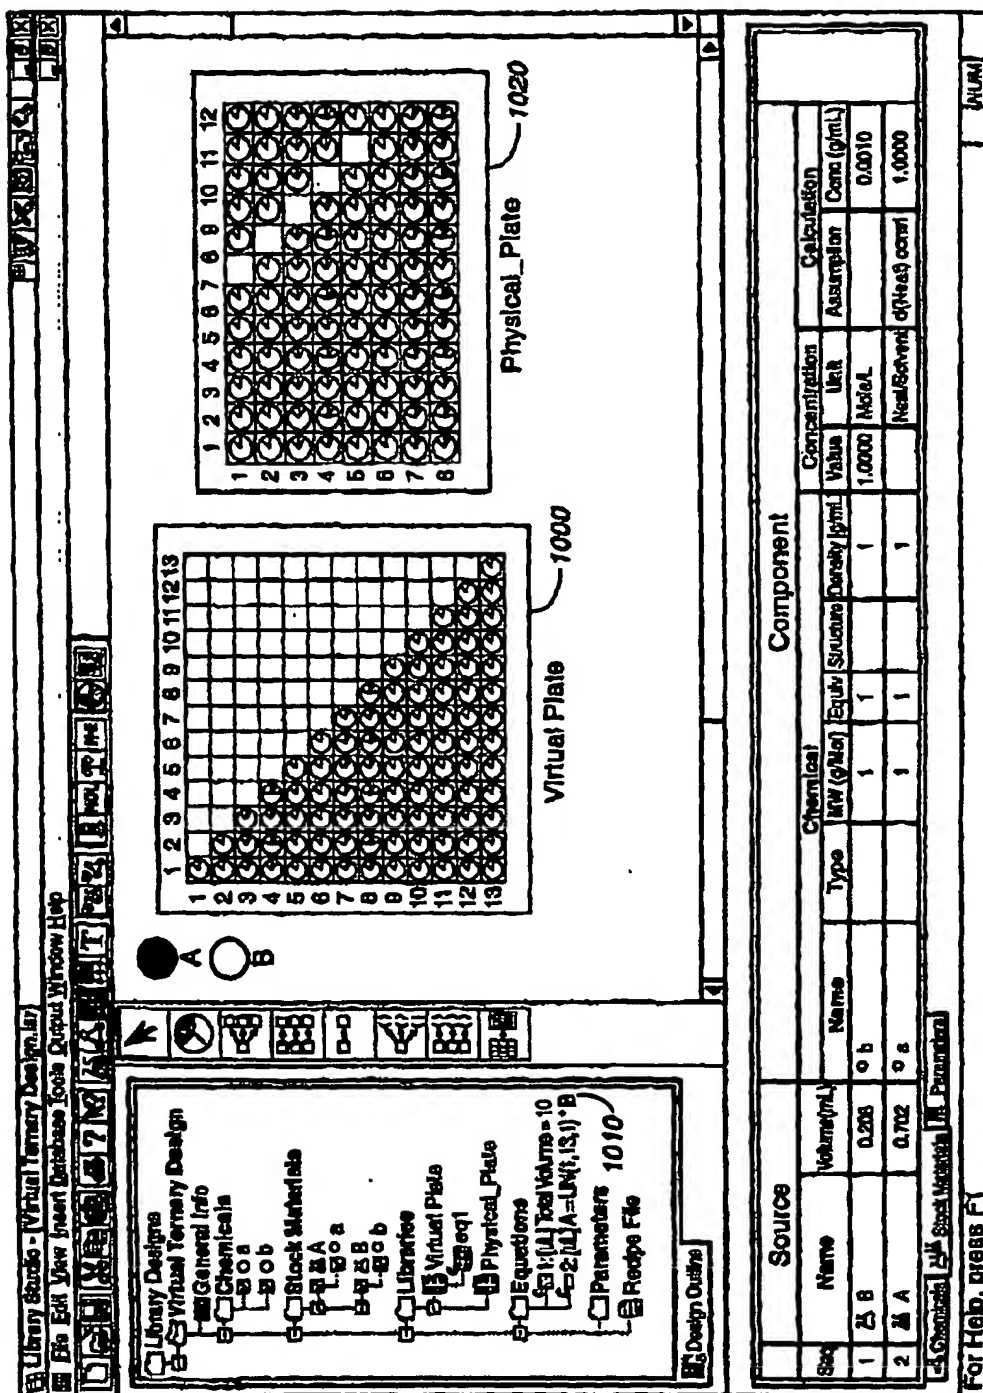 Library Studio - [Virtual Ternary Design.lay]
File Edit View Insert Database Tools Output Window Help
Library Designs
Virtual Ternary Design
General Info
Chemicals
a
b
Stock Materials
A
a
B
b
Libraries
Virtual Plate
eq1
Physical_Plate
Equations
1:[uL] Total Volume=10
2:[uL] A=LIN(1,13,1)*B
1010
Parameters
Recipe File
Design Outline
A
B
1 2 3 4 5 6 7 8 9 10 11 12 13
1
2
3
4
5
6
7
8
9
10
11
12
13
Virtual Plate
1000
1 2 3 4 5 6 7 8 9 10 11 12
1
2
3
4
5
6
7
8
Physical_Plate
1020
Source Component
Chemical Concentration Calculation
Seq Name Volume(mL) Name Type MW (g/Mol) Equiv Structure Density (g/mL) Value Unit Assumption Conc (g/mL)
1 B 0.208 b 1 1 1 1.0000 Mole/L 0.0010
2 A 0.702 a 1 1 1 Neat/Solvent 1.0000
Chemicals Stock Materials Parameters
For Help, press F1
NUM